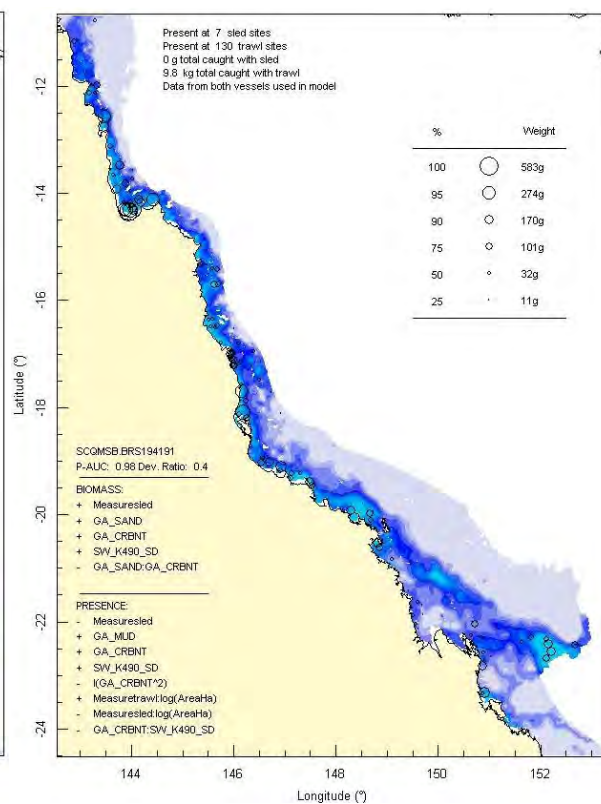 Present at 7 sled sites
Present at 130 trawl sites
0 g total caught with sled
9.8 kg total caught with trawl
Data from both vessels used in model
% Weight
100 583g
95 274g
90 170g
75 101g
50 32g
25 11g
-12
-14
-16
-18
-20
-22
-24
Latitude (°)
SCQMSB.BRS194191
P-AUC: 0.98 Dev. Ratio: 0.4
BIOMASS:
+ Measuresled
+ GA_SAND
+ GA_CRBNT
+ SW_K490_SD
- GA_SAND:GA_CRBNT
PRESENCE:
- Measuresled
+ GA_MUD
+ GA_CRBNT
+ SW_K490_SD
- I(GA_CRBNT^2)
+ Measuretrawl:log(AreaHa)
- Measuresled:log(AreaHa)
- GA_CRBNT:SW_K490_SD
144 146 148 150 152
Longitude (°)